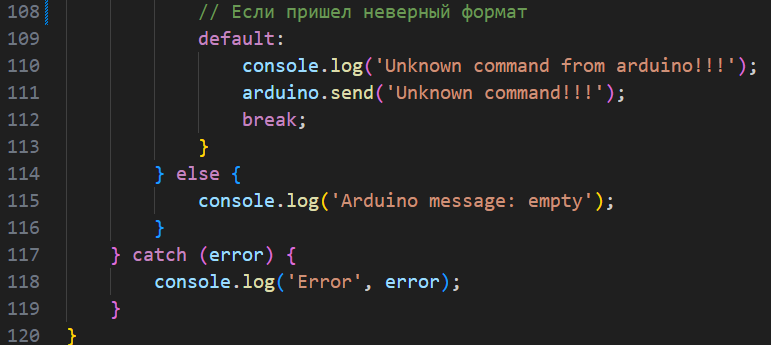 108 // Если пришел неверный формат
109 default:
110 console.log('Unknown command from arduino!!!');
111 arduino.send('Unknown command!!!');
112 break;
113 }
114 } else {
115 console.log('Arduino message: empty');
116 }
117 } catch (error) {
118 console.log('Error', error);
119 }
120 }